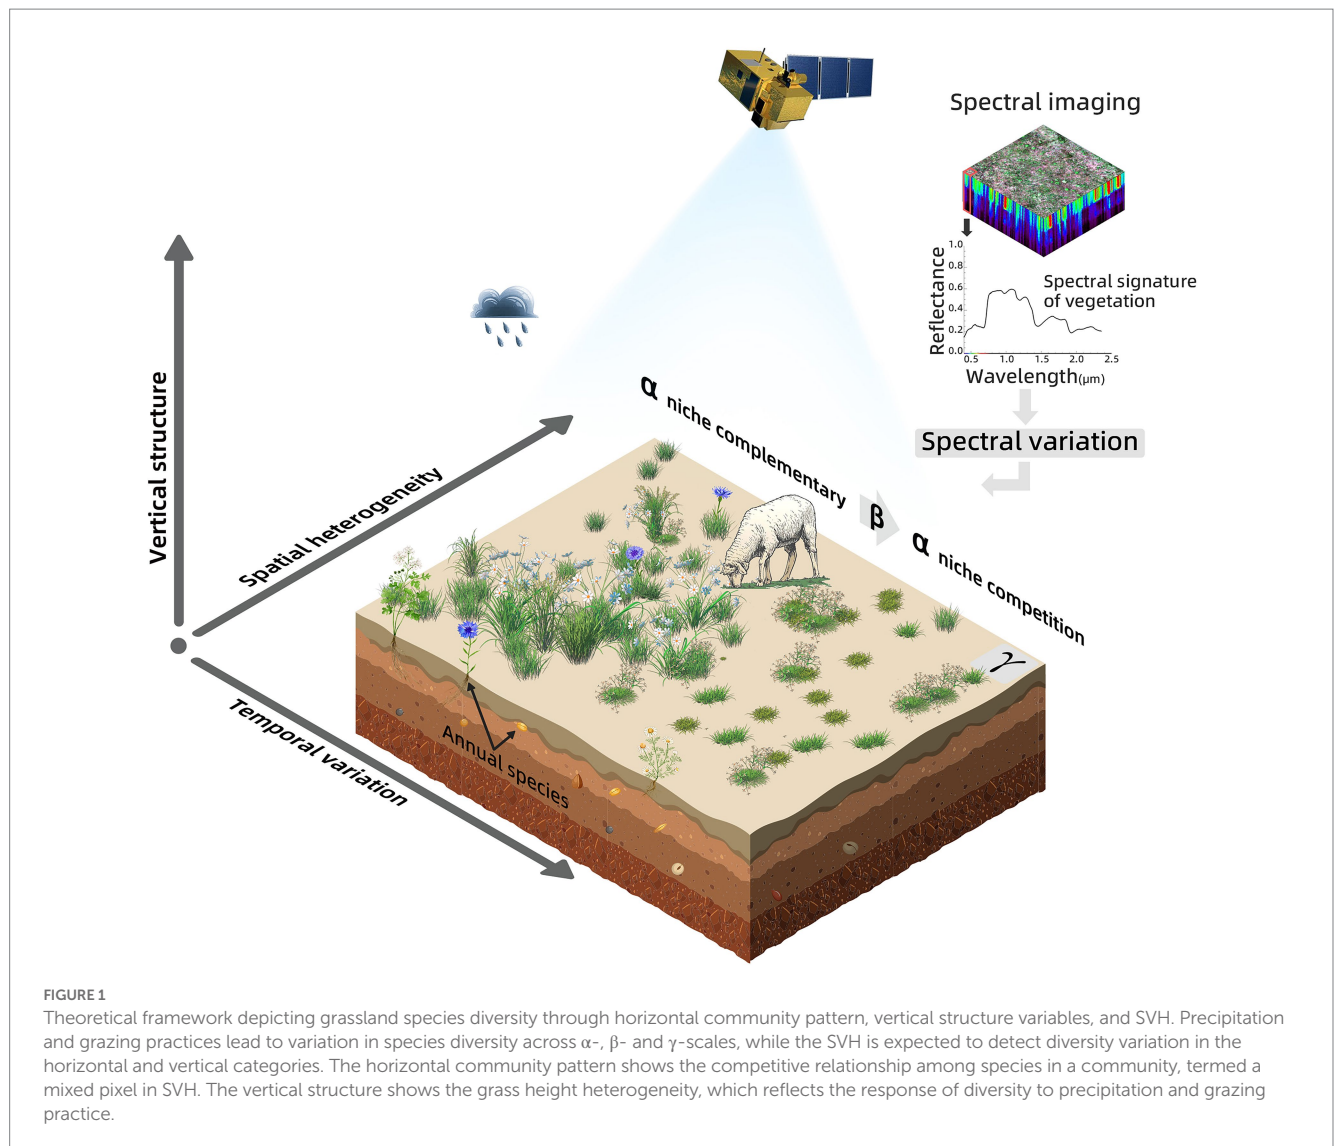 Spectral imaging
1.0
0.8
0.6
0.4
0.2
0.0
Reflectance
Spectral signature
of vegetation
0.5 1.0 1.5 2.0 2.5
Wavelength(μm)
Spectral variation
Vertical structure
Spatial heterogeneity
Temporal variation
α niche complementary
β
α niche competition
γ
Annual species
FIGURE 1
Theoretical framework depicting grassland species diversity through horizontal community pattern, vertical structure variables, and SVH. Precipitation
and grazing practices lead to variation in species diversity across α-, β- and γ-scales, while the SVH is expected to detect diversity variation in the
horizontal and vertical categories. The horizontal community pattern shows the competitive relationship among species in a community, termed a
mixed pixel in SVH. The vertical structure shows the grass height heterogeneity, which reflects the response of diversity to precipitation and grazing
practice.